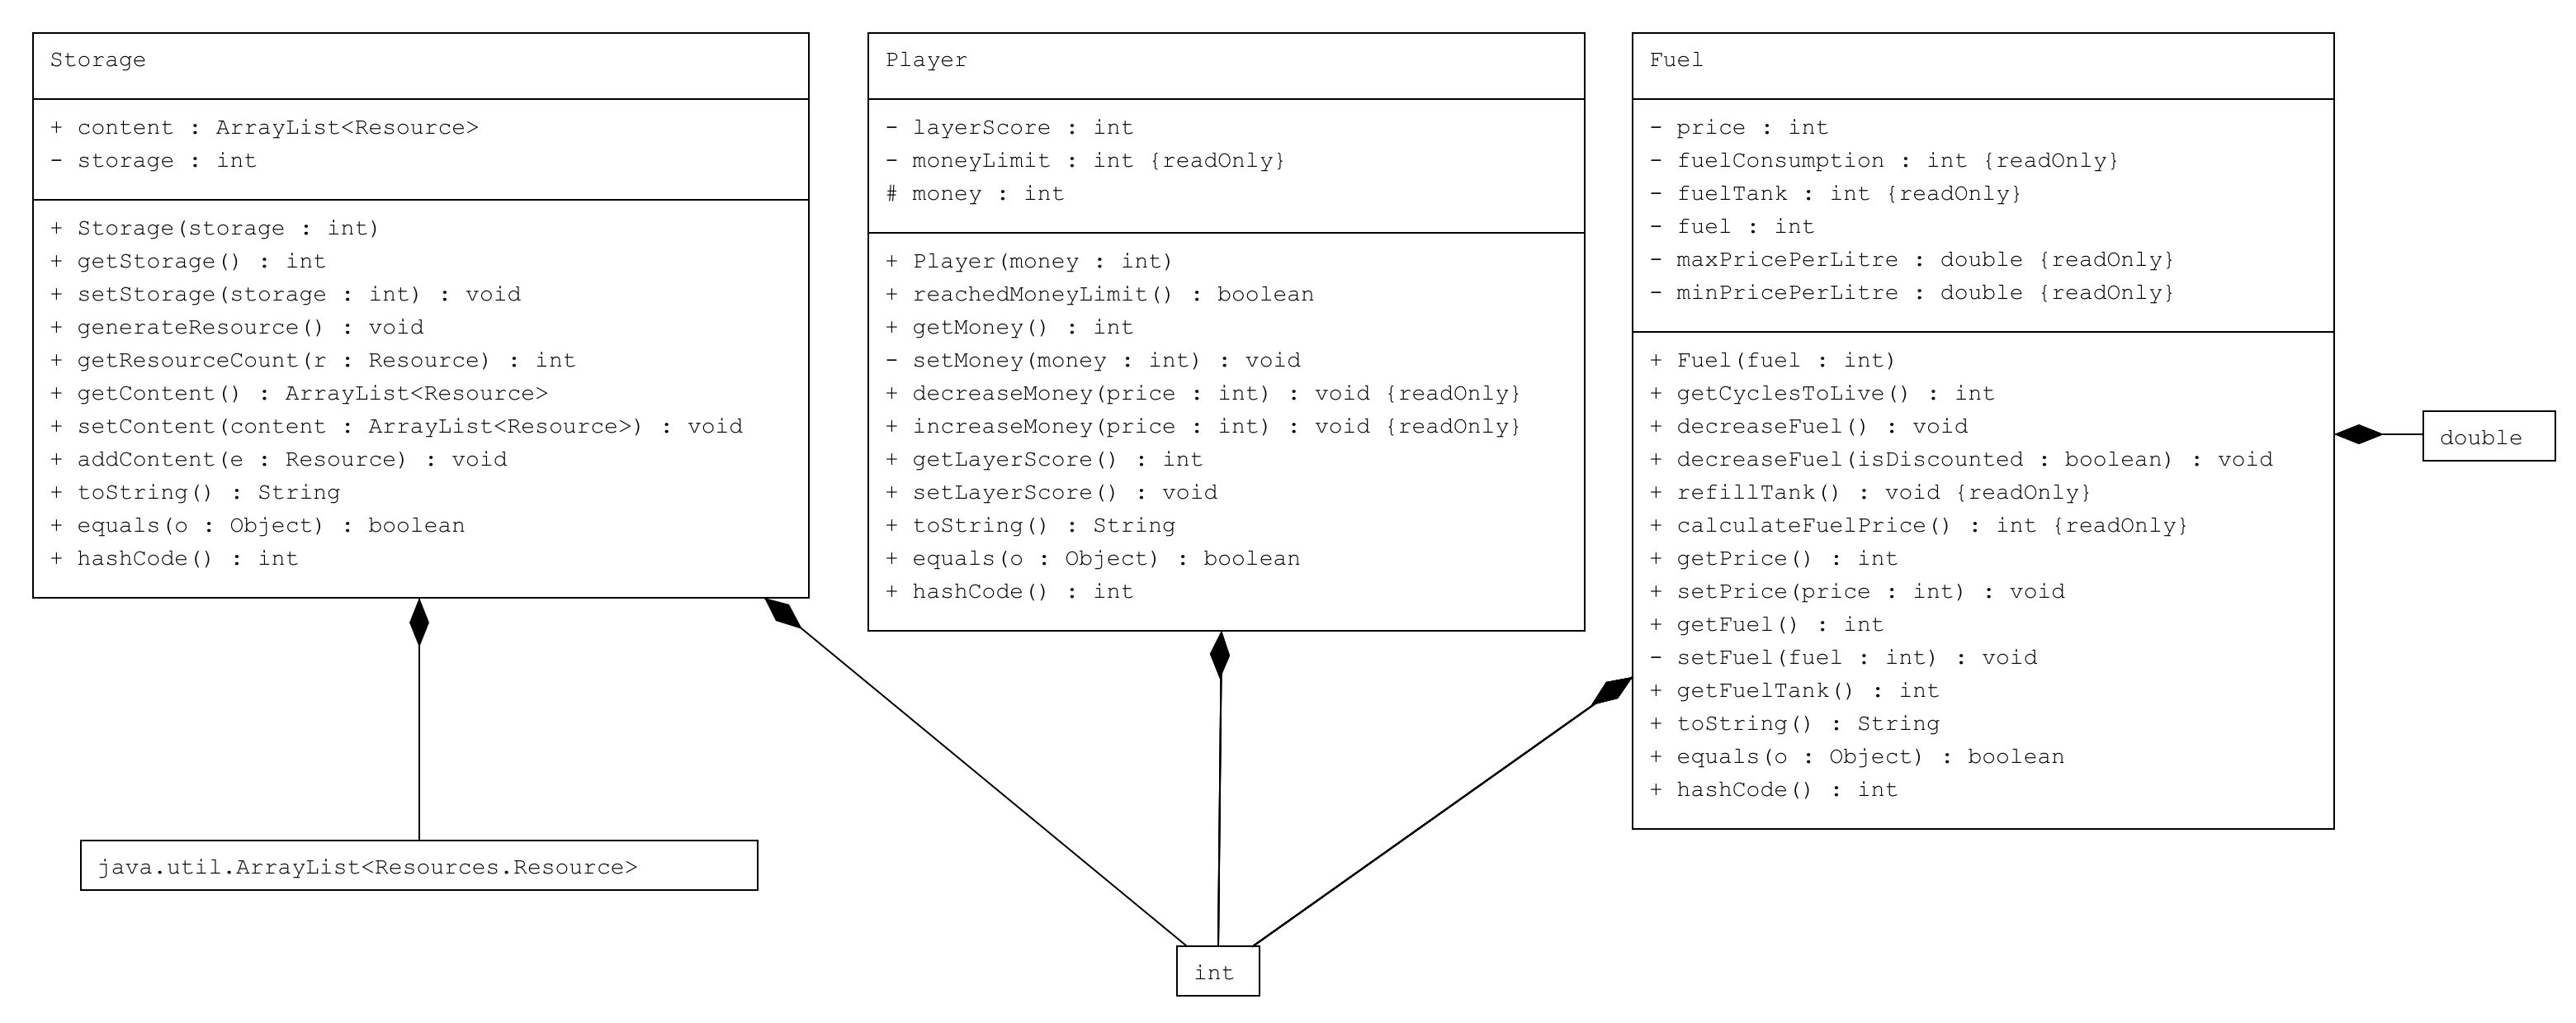 Storage
+ content : ArrayList<Resource>
- storage : int
+ Storage(storage : int)
+ getStorage() : int
+ setStorage(storage : int) : void
+ generateResource() : void
+ getResourceCount(r : Resource) : int
+ getContent() : ArrayList<Resource>
+ setContent(content : ArrayList<Resource>) : void
+ addContent(e : Resource) : void
+ toString() : String
+ equals(o : Object) : boolean
+ hashCode() : int
Player
- layerScore : int
- moneyLimit : int {readOnly}
# money : int
+ Player(money : int)
+ reachedMoneyLimit() : boolean
+ getMoney() : int
- setMoney(money : int) : void
+ decreaseMoney(price : int) : void {readOnly}
+ increaseMoney(price : int) : void {readOnly}
+ getLayerScore() : int
+ setLayerScore() : void
+ toString() : String
+ equals(o : Object) : boolean
+ hashCode() : int
Fuel
- price : int
- fuelConsumption : int {readOnly}
- fuelTank : int {readOnly}
- fuel : int
- maxPricePerLitre : double {readOnly}
- minPricePerLitre : double {readOnly}
+ Fuel(fuel : int)
+ getCyclesToLive() : int
+ decreaseFuel() : void
+ decreaseFuel(isDiscounted : boolean) : void
+ refillTank() : void {readOnly}
+ calculateFuelPrice() : int {readOnly}
+ getPrice() : int
+ setPrice(price : int) : void
+ getFuel() : int
- setFuel(fuel : int) : void
+ getFuelTank() : int
+ toString() : String
+ equals(o : Object) : boolean
+ hashCode() : int
double
java.util.ArrayList<Resources.Resource>
int